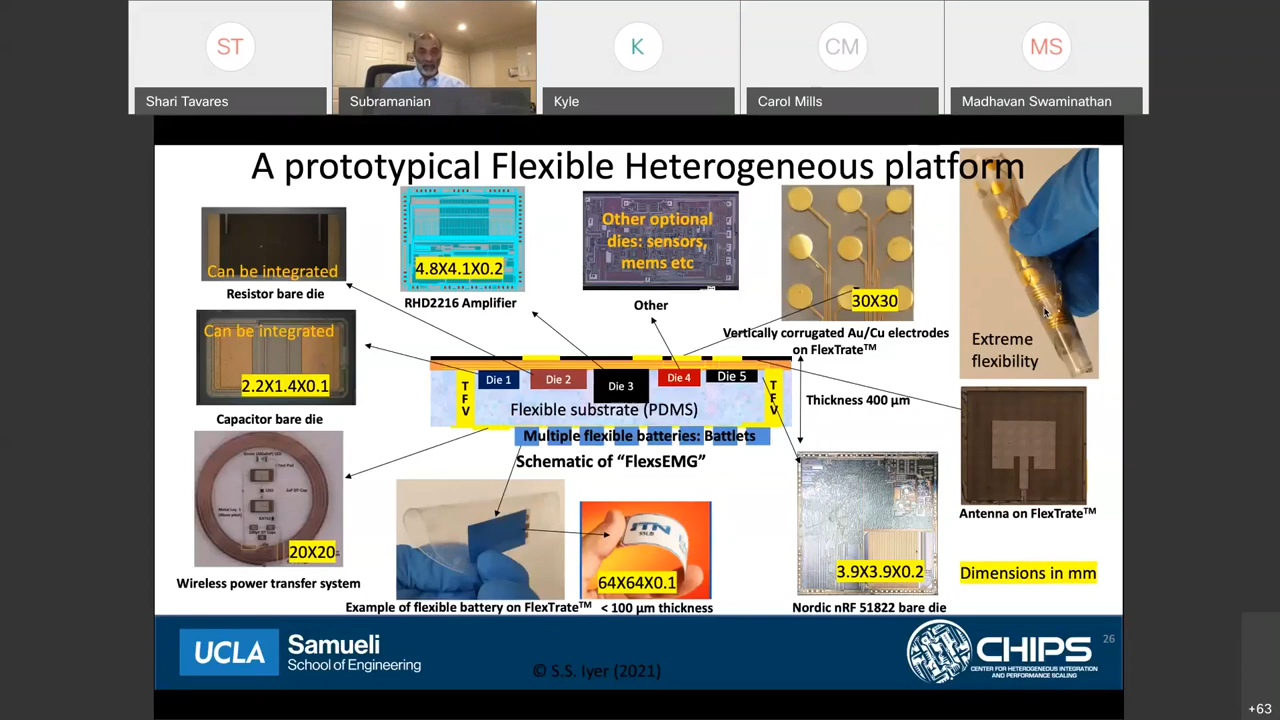 ST
K
CM
MS
Shari Tavares
Subramanian
Kyle
Carol Mills
Madhavan Swaminathan
A prototypical Flexible Heterogeneous platform
Can be integrated
Resistor bare die
4.8X4.1X0.2
RHD2216 Amplifier
Other optional
dies: sensors,
mems etc
Other
30X30
Vertically corrugated Au/Cu electrodes
on FlexTrate™
Extreme
flexibility
Can be integrated
2.2X1.4X0.1
Capacitor bare die
TFV
Die 1
Die 2
Die 3
Die 4
Die 5
TFV
Flexible substrate (PDMS)
Multiple flexible batteries: Battlets
Schematic of “FlexsEMG”
Thickness 400 µm
Antenna on FlexTrate™
20X20
Wireless power transfer system
Example of flexible battery on FlexTrate™
JTN
64X64X0.1
< 100 µm thickness
3.9X3.9X0.2
Nordic nRF 51822 bare die
Dimensions in mm
UCLA
Samueli
School of Engineering
© S.S. Iyer (2021)
CHIPS
CENTER FOR HETEROGENEOUS INTEGRATION
AND PERFORMANCE SCALING
26
+63